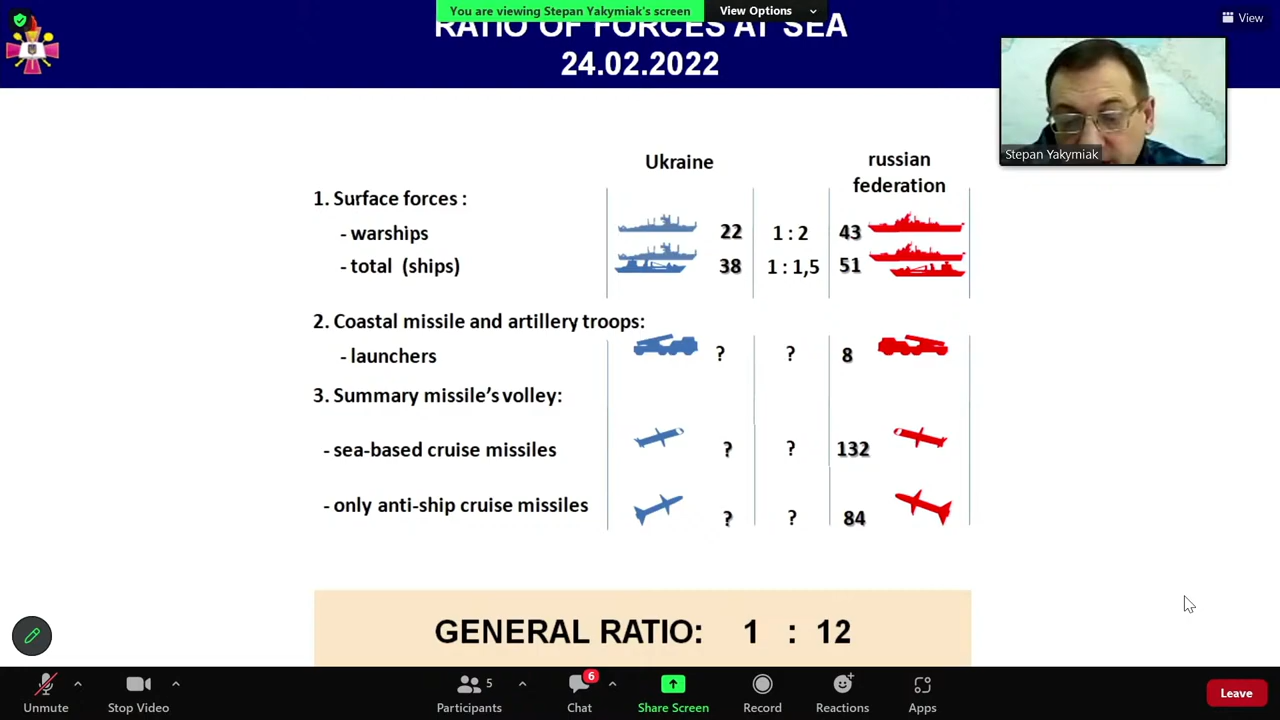 You are viewing Stepan Yakymiak's screen
View Options
View
RATIO OF FORCES AT SEA
24.02.2022
Stepan Yakymiak
Ukraine
russian
federation
1. Surface forces :
- warships 22 1 : 2 43
- total (ships) 38 1 : 1,5 51
2. Coastal missile and artillery troops:
- launchers ? ? 8
3. Summary missile's volley:
- sea-based cruise missiles ? ? 132
- only anti-ship cruise missiles ? ? 84
GENERAL RATIO: 1 : 12
Unmute
Stop Video
5
Participants
6
Chat
Share Screen
Record
Reactions
Apps
Leave